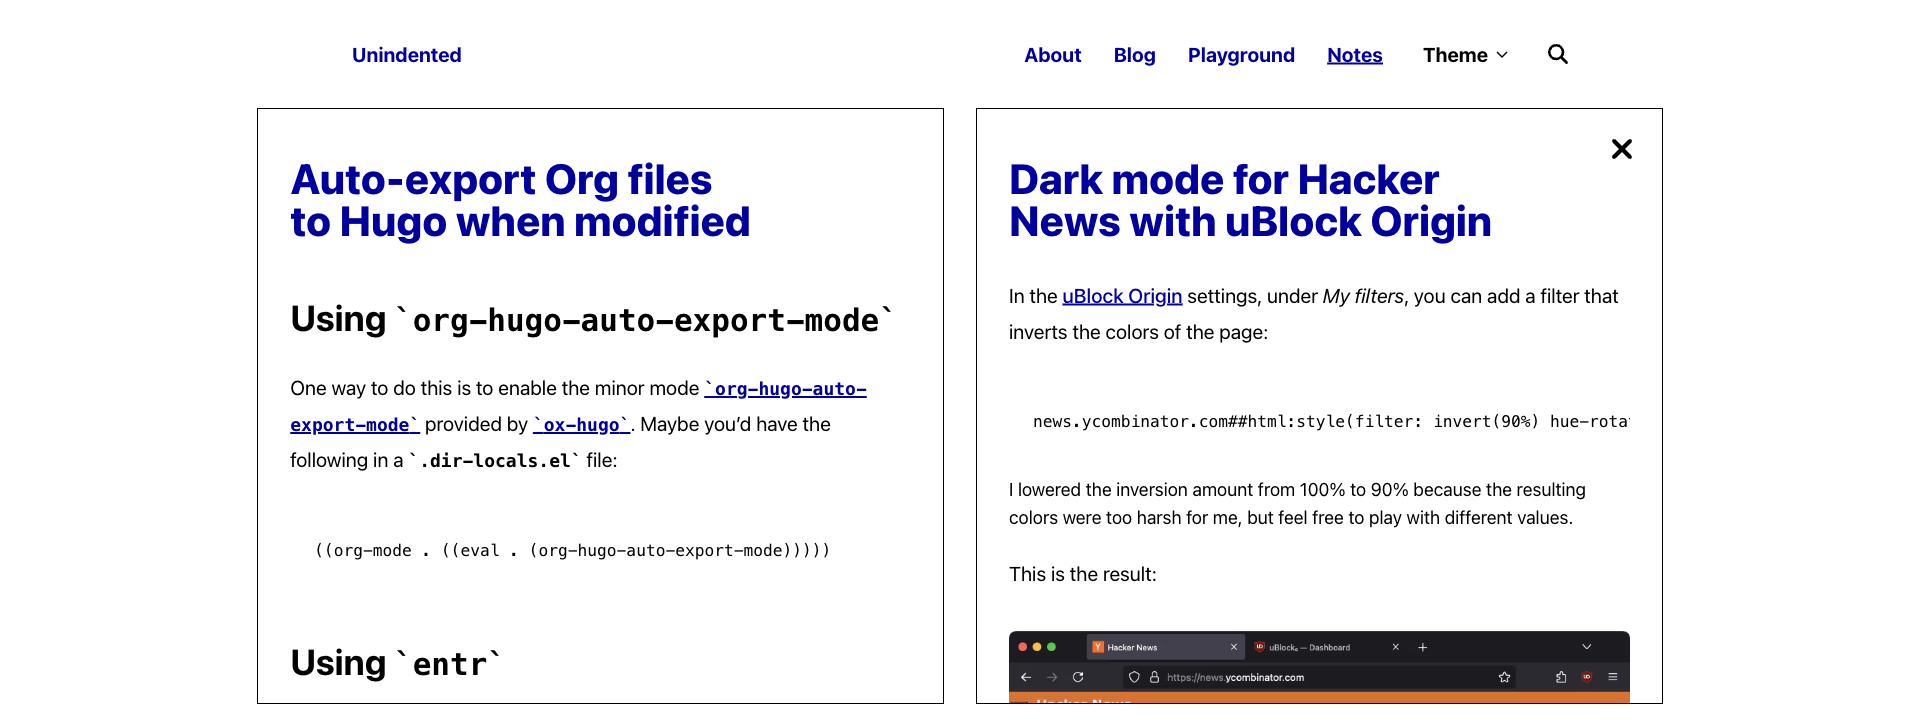 Unindented
About Blog Playground Notes Theme
Auto-export Org files
to Hugo when modified
Using `org-hugo-auto-export-mode`
One way to do this is to enable the minor mode `org-hugo-auto-
export-mode` provided by `ox-hugo`. Maybe you’d have the
following in a `.dir-locals.el` file:
((org-mode . ((eval . (org-hugo-auto-export-mode)))))
Using `entr`
Dark mode for Hacker
News with uBlock Origin
In the uBlock Origin settings, under My filters, you can add a filter that
inverts the colors of the page:
news.ycombinator.com##html:style(filter: invert(90%) hue-rota
I lowered the inversion amount from 100% to 90% because the resulting
colors were too harsh for me, but feel free to play with different values.
This is the result:
Hacker News
uBlock₀ — Dashboard
https://news.ycombinator.com